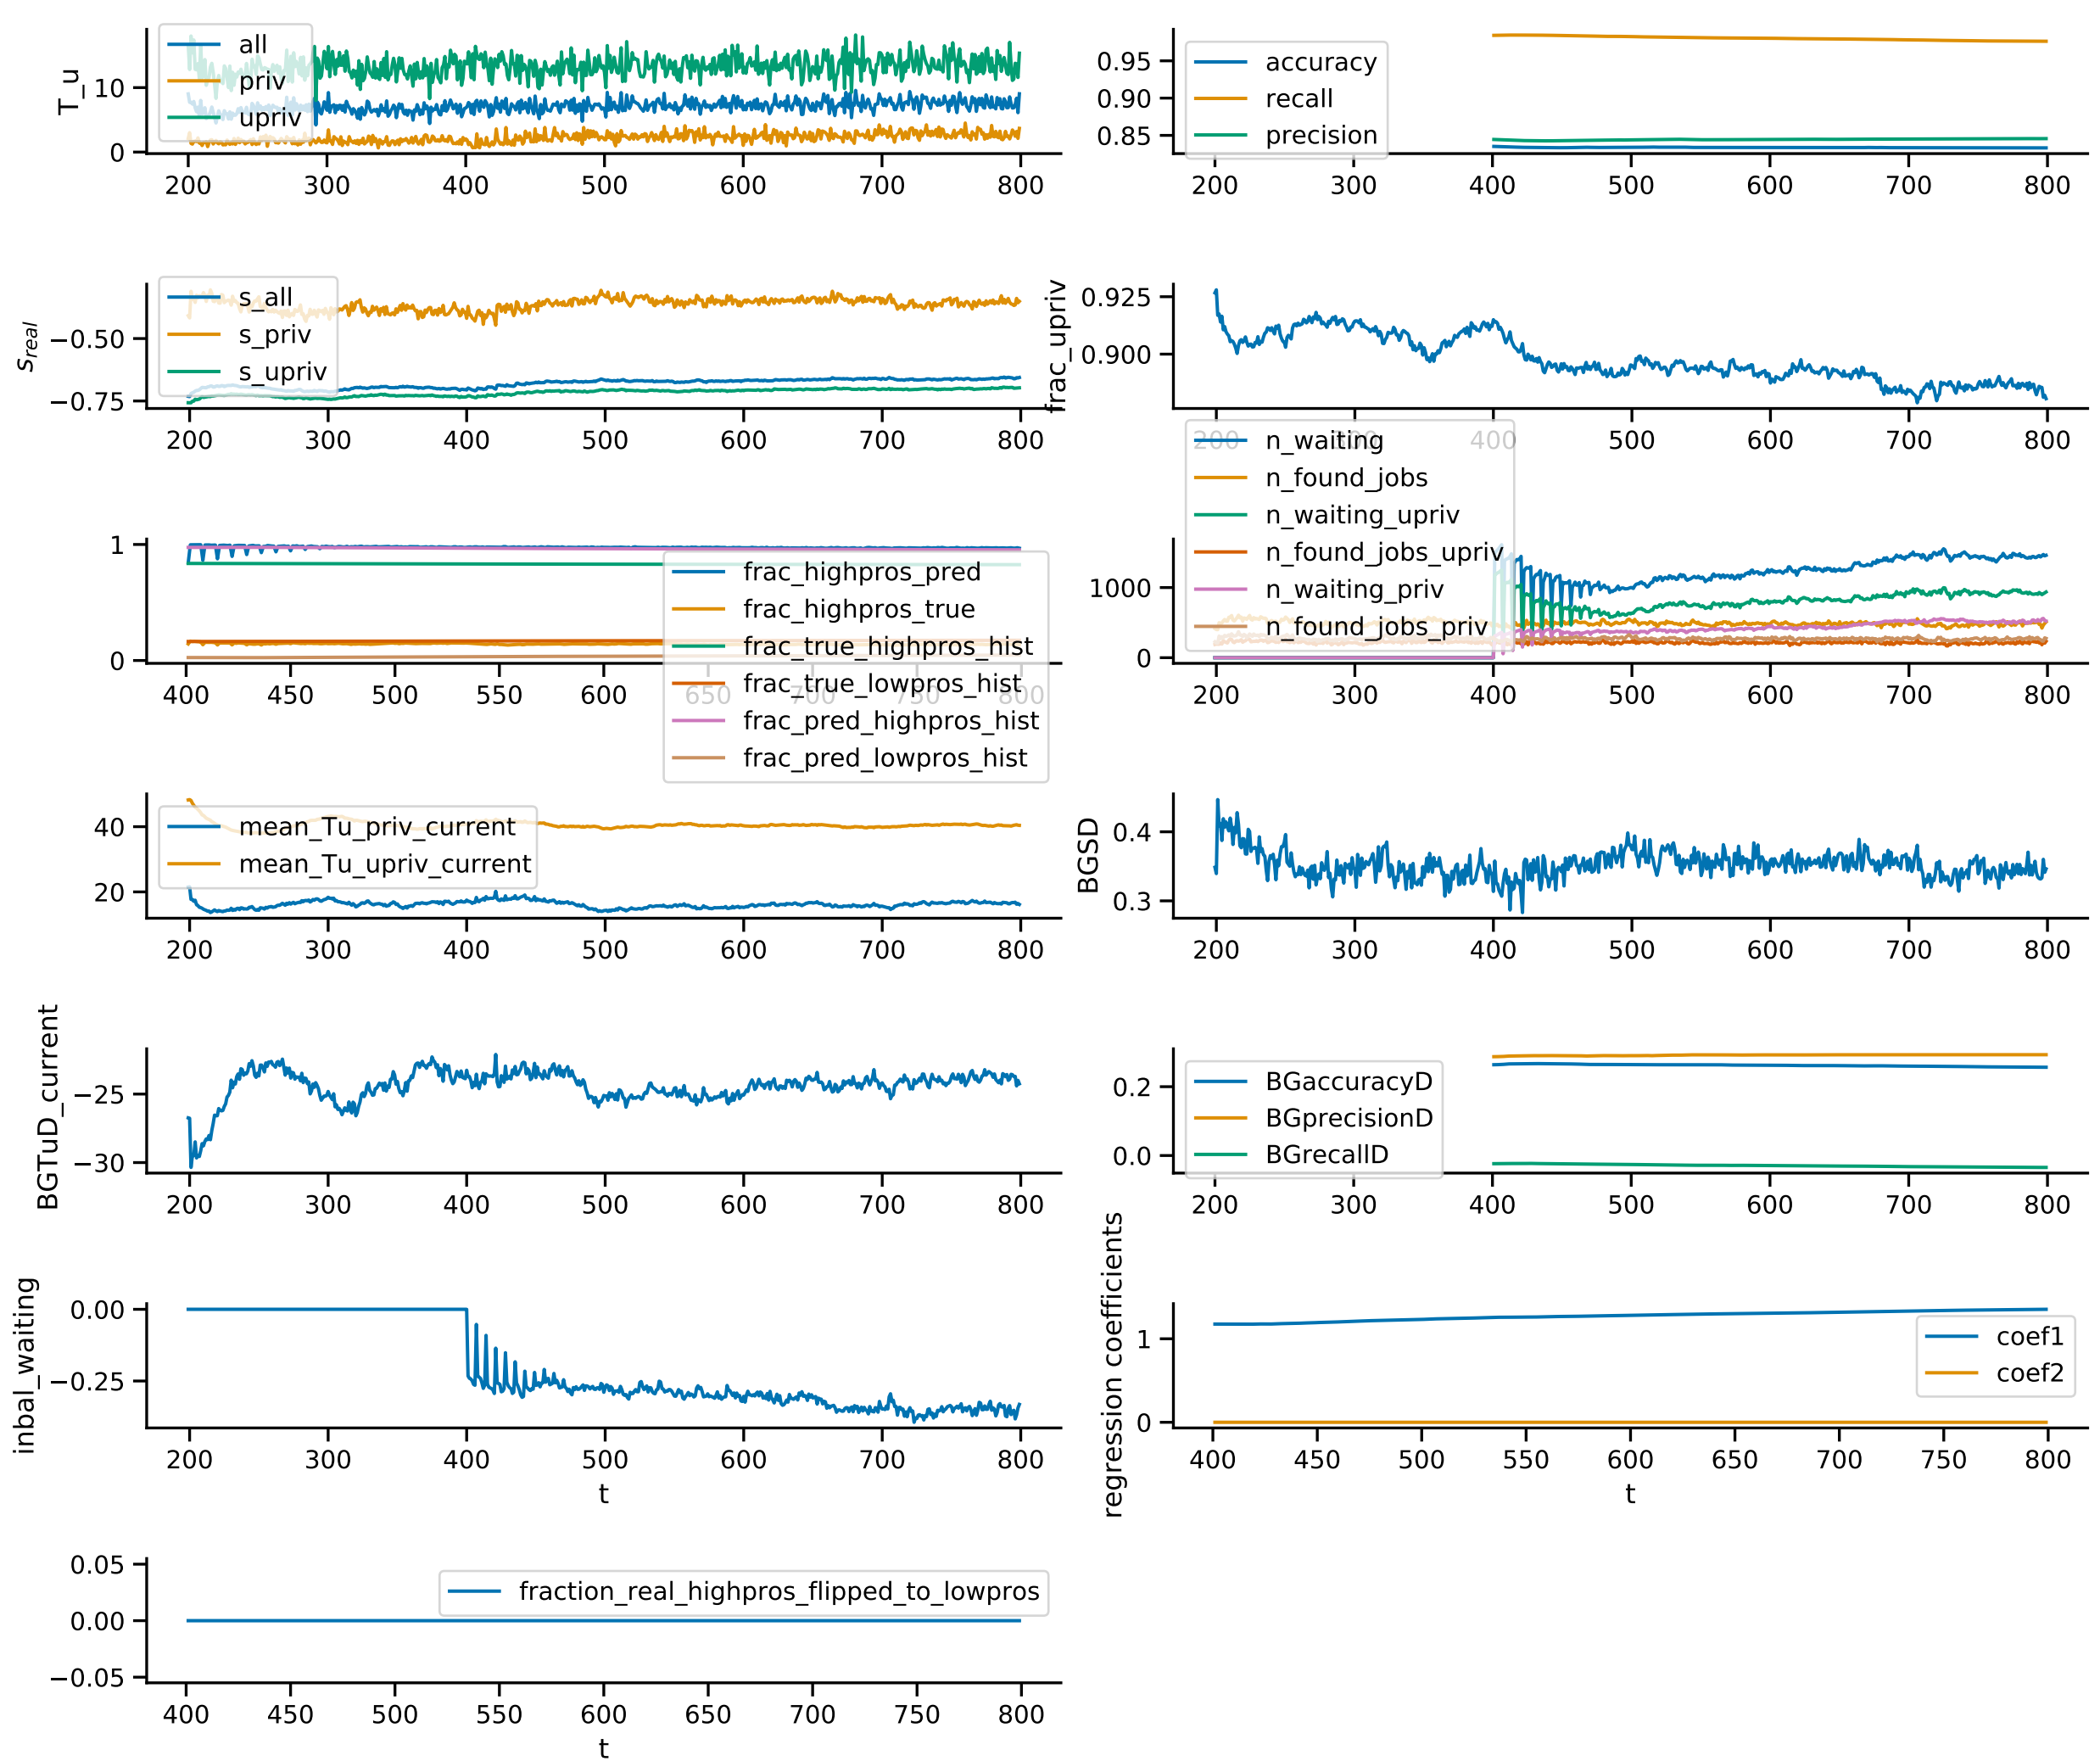 T_u
10
0
all
priv
upriv
200 300 400 500 600 700 800
0.95
0.90
0.85
accuracy
recall
precision
200 300 400 500 600 700 800
s_real
−0.50
−0.75
s_all
s_priv
s_upriv
200 300 400 500 600 700 800
frac_upriv
0.925
0.900
200 300 400 500 600 700 800
1
0
frac_highpros_pred
frac_highpros_true
frac_true_highpros_hist
frac_true_lowpros_hist
frac_pred_highpros_hist
frac_pred_lowpros_hist
400 450 500 550 600 650 700 750 800
1000
0
n_waiting
n_found_jobs
n_waiting_upriv
n_found_jobs_upriv
n_waiting_priv
n_found_jobs_priv
200 300 400 500 600 700 800
40
20
mean_Tu_priv_current
mean_Tu_upriv_current
200 300 400 500 600 700 800
BGSD
0.4
0.3
200 300 400 500 600 700 800
BGTuD_current
−25
−30
200 300 400 500 600 700 800
0.2
0.0
BGaccuracyD
BGprecisionD
BGrecallD
200 300 400 500 600 700 800
inbal_waiting
0.00
−0.25
200 300 400 500 600 700 800
t
regression coefficients
1
0
coef1
coef2
400 450 500 550 600 650 700 750 800
t
0.05
0.00
−0.05
fraction_real_highpros_flipped_to_lowpros
400 450 500 550 600 650 700 750 800
t